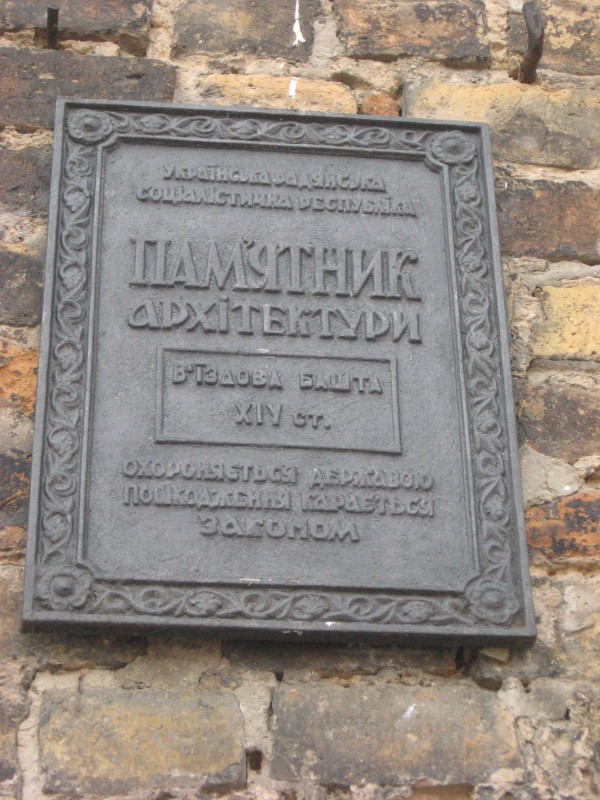 УКРАЇНСЬКА РАДЯНСЬКА
СОЦІАЛІСТИЧНА РЕСПУБЛІКА
ПАМ'ЯТНИК
АРХІТЕКТУРИ
В'ЇЗДОВА БАШТА
XIV ст.
ОХОРОНЯЄТЬСЯ ДЕРЖАВОЮ
ПОШКОДЖЕННЯ КАРАЄТЬСЯ
ЗАКОНОМ